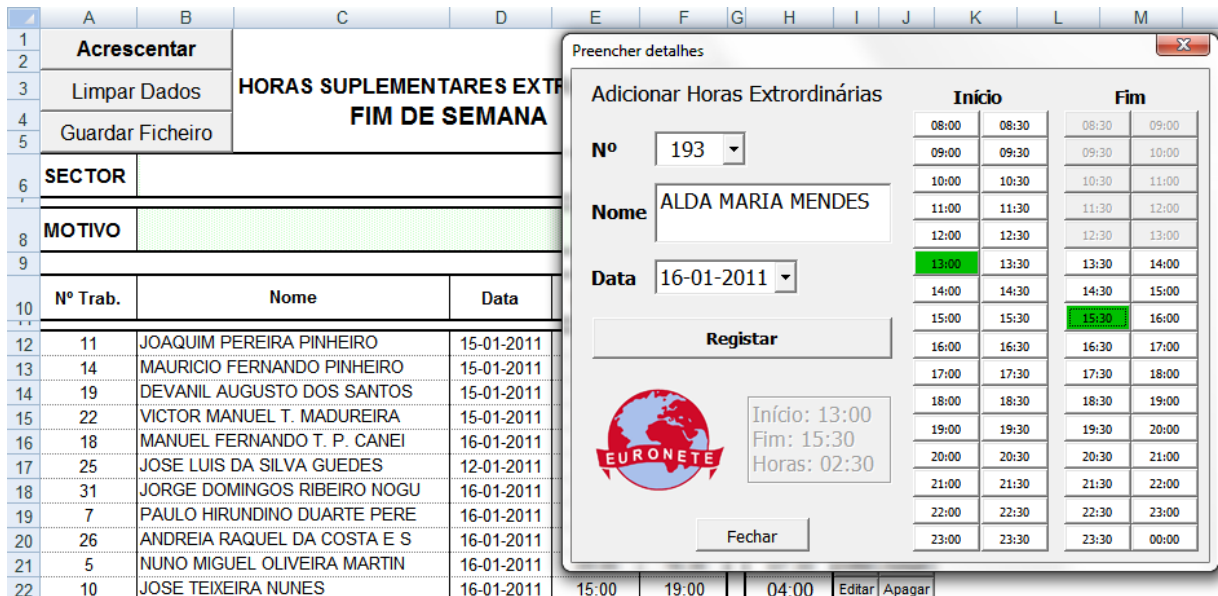 A B C D E F G H I J K L M
1 Acrescentar
2
3 Limpar Dados HORAS SUPLEMENTARES EXTR
4 Guardar Ficheiro FIM DE SEMANA
5
6 SECTOR
8 MOTIVO
9
10 Nº Trab. Nome Data
11
12 11 JOAQUIM PEREIRA PINHEIRO 15-01-2011
13 14 MAURICIO FERNANDO PINHEIRO 15-01-2011
14 19 DEVANIL AUGUSTO DOS SANTOS 15-01-2011
15 22 VICTOR MANUEL T. MADUREIRA 15-01-2011
16 18 MANUEL FERNANDO T. P. CANEI 16-01-2011
17 25 JOSE LUIS DA SILVA GUEDES 12-01-2011
18 31 JORGE DOMINGOS RIBEIRO NOGU 16-01-2011
19 7 PAULO HIRUNDINO DUARTE PERE 16-01-2011
20 26 ANDREIA RAQUEL DA COSTA E S 16-01-2011
21 5 NUNO MIGUEL OLIVEIRA MARTIN 16-01-2011
22 10 JOSE TEIXEIRA NUNES 16-01-2011 15:00 19:00 04:00 Editar Apagar
Preencher detalhes
Adicionar Horas Extrordinárias
Nº 193
Nome ALDA MARIA MENDES
Data 16-01-2011
Registar
EURONETE
Início: 13:00
Fim: 15:30
Horas: 02:30
Fechar
Início Fim
08:00 08:30 08:30 09:00
09:00 09:30 09:30 10:00
10:00 10:30 10:30 11:00
11:00 11:30 11:30 12:00
12:00 12:30 12:30 13:00
13:00 13:30 13:30 14:00
14:00 14:30 14:30 15:00
15:00 15:30 15:30 16:00
16:00 16:30 16:30 17:00
17:00 17:30 17:30 18:00
18:00 18:30 18:30 19:00
19:00 19:30 19:30 20:00
20:00 20:30 20:30 21:00
21:00 21:30 21:30 22:00
22:00 22:30 22:30 23:00
23:00 23:30 23:30 00:00